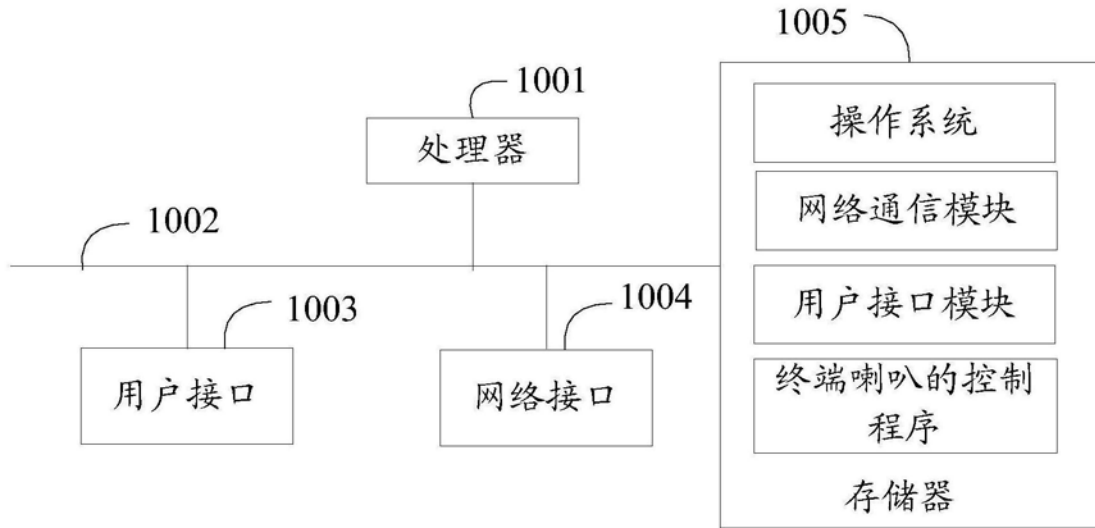 1005
1001
操作系统
处理器
网络通信模块
1002
用户接口模块
1003
1004
终端喇叭的控制
程序
用户接口
网络接口
存储器